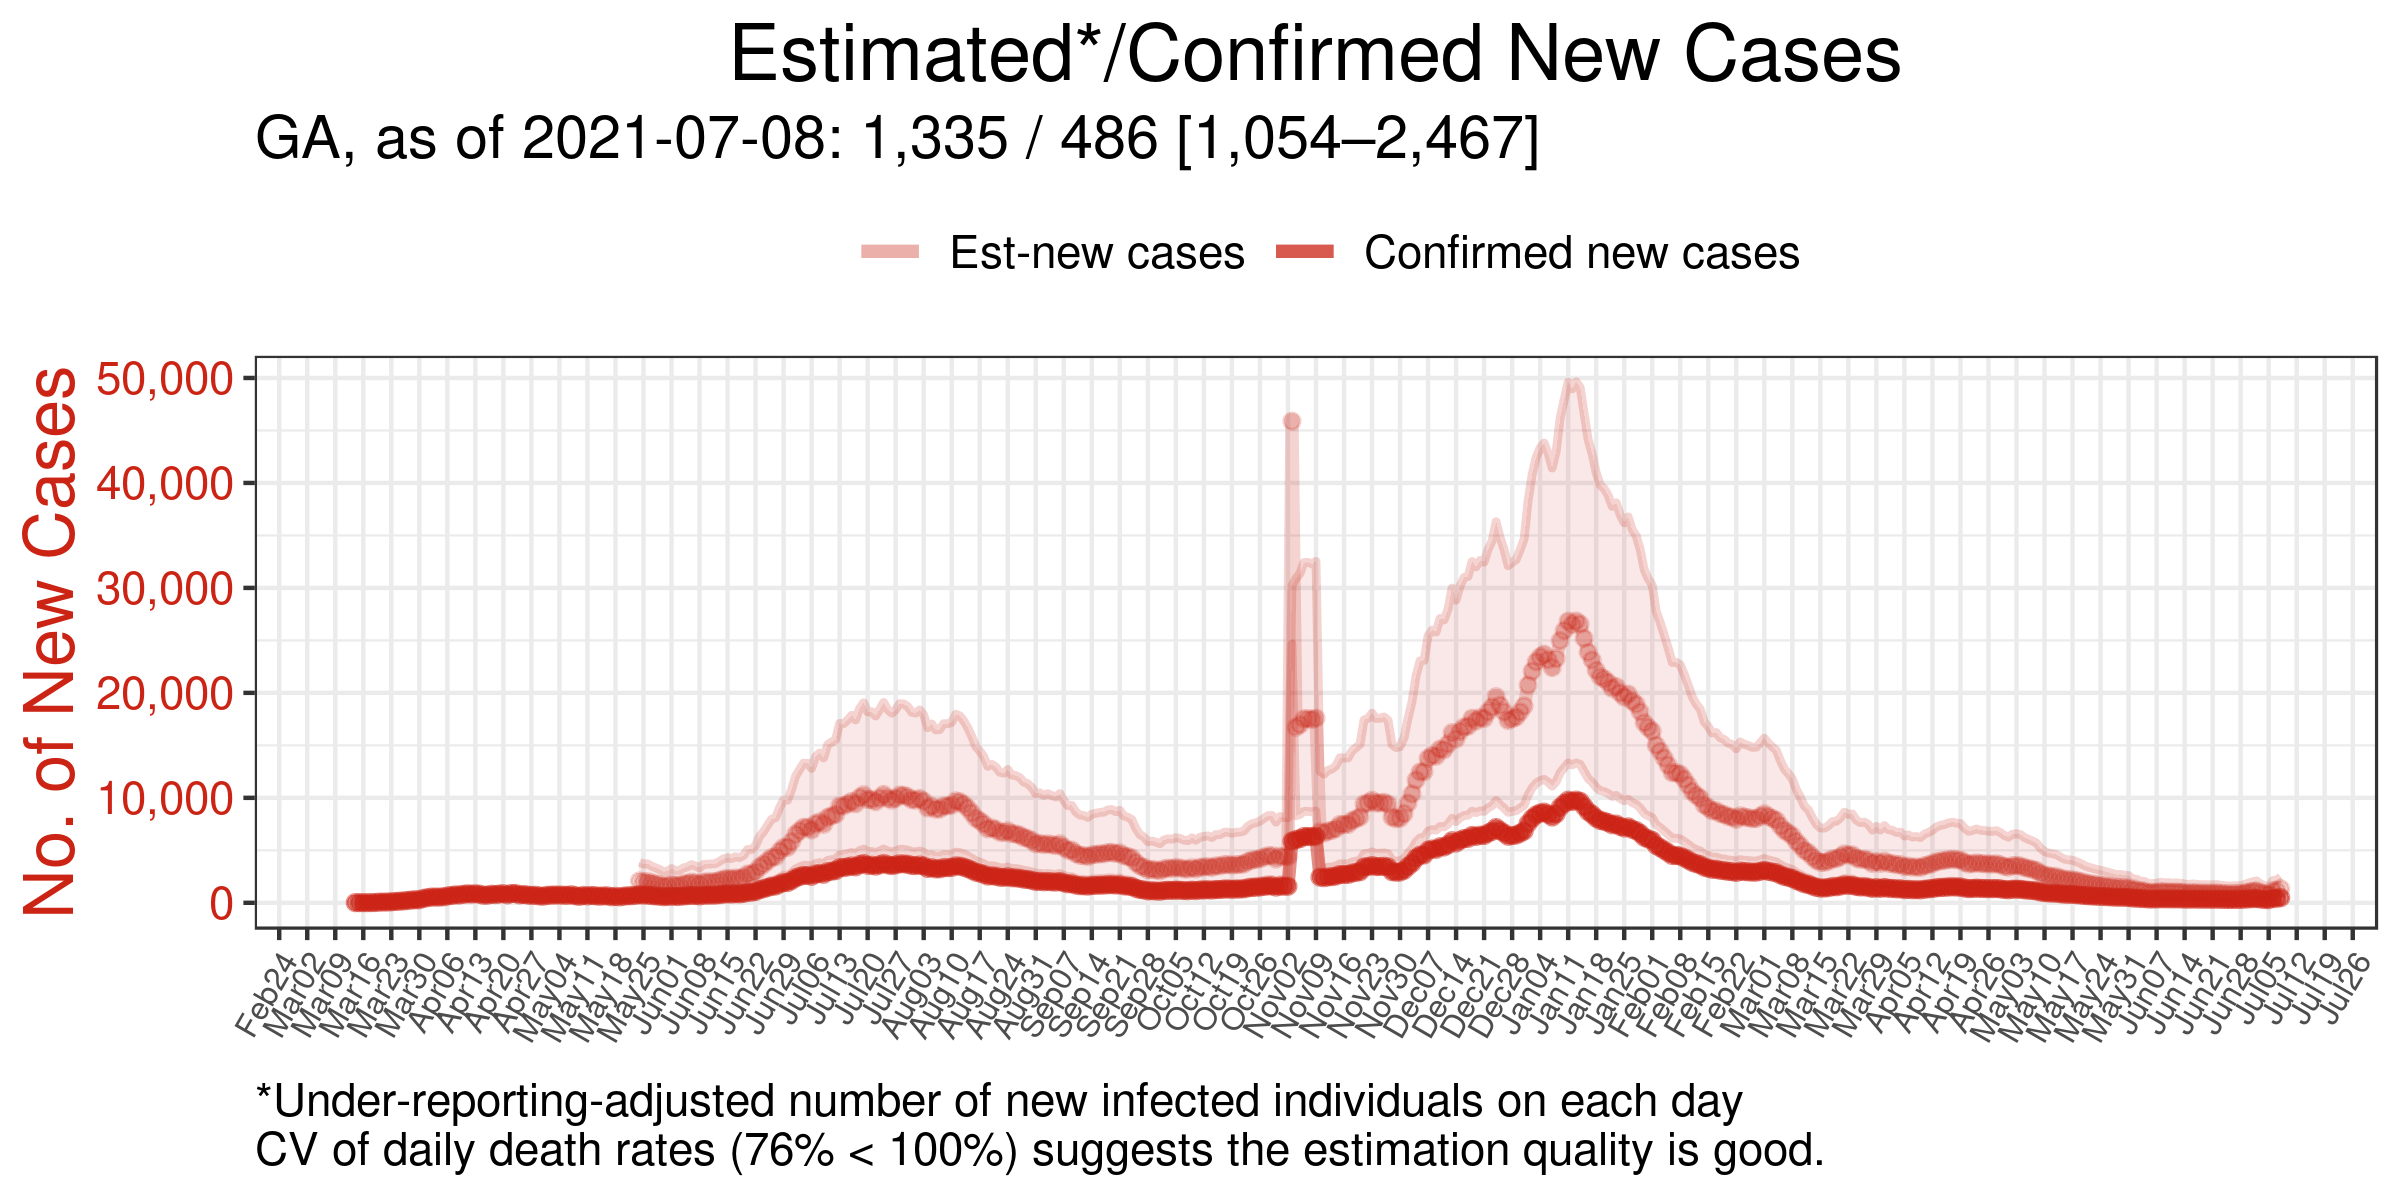 Estimated*/Confirmed New Cases
GA, as of 2021-07-08: 1,335 / 486 [1,054–2,467]
Est-new cases Confirmed new cases
No. of New Cases
50,000
40,000
30,000
20,000
10,000
0
Feb24 Mar02 Mar09 Mar16 Mar23 Mar30 Apr06 Apr13 Apr20 Apr27 May04 May11 May18 May25 Jun01 Jun08 Jun15 Jun22 Jun29 Jul06 Jul13 Jul20 Jul27 Aug03 Aug10 Aug17 Aug24 Aug31 Sep07 Sep14 Sep21 Sep28 Oct05 Oct12 Oct19 Oct26 Nov02 Nov09 Nov16 Nov23 Nov30 Dec07 Dec14 Dec21 Dec28 Jan04 Jan11 Jan18 Jan25 Feb01 Feb08 Feb15 Feb22 Mar01 Mar08 Mar15 Mar22 Mar29 Apr05 Apr12 Apr19 Apr26 May03 May10 May17 May24 May31 Jun07 Jun14 Jun21 Jun28 Jul05 Jul12 Jul19 Jul26
*Under-reporting-adjusted number of new infected individuals on each day
CV of daily death rates (76% < 100%) suggests the estimation quality is good.